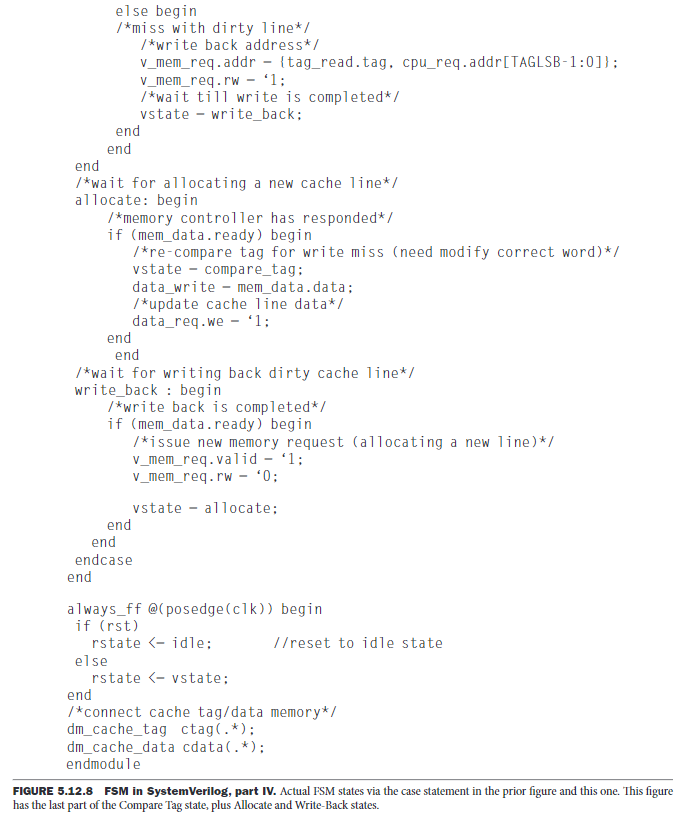 else begin
/*miss with dirty line*/
/*write back address*/
v_mem_req.addr = {tag_read.tag, cpu_req.addr[TAGLSB-1:0]};
v_mem_req.rw = '1;
/*wait till write is completed*/
vstate = write_back;
end
end
end
/*wait for allocating a new cache line*/
allocate: begin
/*memory controller has responded*/
if (mem_data.ready) begin
/*re-compare tag for write miss (need modify correct word)*/
vstate = compare_tag;
data_write = mem_data.data;
/*update cache line data*/
data_req.we = '1;
end
end
/*wait for writing back dirty cache line*/
write_back : begin
/*write back is completed*/
if (mem_data.ready) begin
/*issue new memory request (allocating a new line)*/
v_mem_req.valid = '1;
v_mem_req.rw = '0;
vstate = allocate;
end
end
endcase
end
always_ff @(posedge(clk)) begin
if (rst)
rstate <= idle; //reset to idle state
else
rstate <= vstate;
end
/*connect cache tag/data memory*/
dm_cache_tag ctag(.*);
dm_cache_data cdata(.*);
endmodule
FIGURE 5.12.8 FSM in SystemVerilog, part IV. Actual FSM states via the case statement in the prior figure and this one. This figure
has the last part of the Compare Tag state, plus Allocate and Write-Back states.